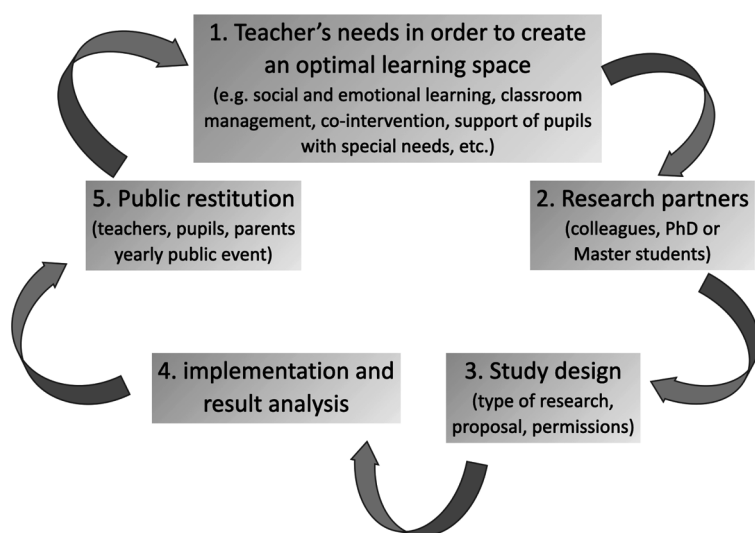 1. Teacher’s needs in order to create
an optimal learning space
(e.g. social and emotional learning, classroom
management, co-intervention, support of pupils
with special needs, etc.)
2. Research partners
(colleagues, PhD or
Master students)
3. Study design
(type of research,
proposal, permissions)
4. implementation and
result analysis
5. Public restitution
(teachers, pupils, parents
yearly public event)